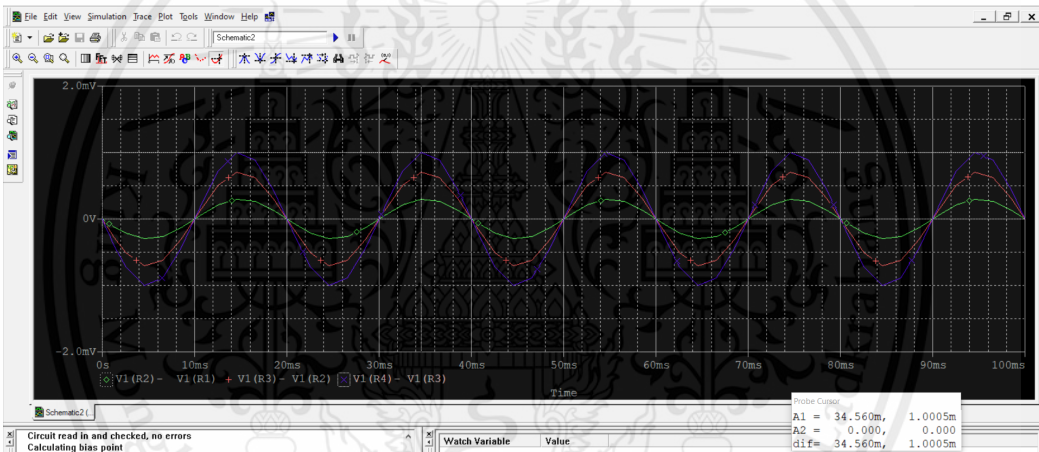 File Edit View Simulation Trace Plot Tools Window Help
Schematic2
2.0mV
0V
-2.0mV
0s 10ms 20ms 30ms 40ms 50ms 60ms 70ms 80ms 90ms 100ms
V1(R2)- V1(R1) V1(R3)- V1(R2) V1(R4)- V1(R3)
Time
Schematic2 (...
Probe Cursor
A1 = 34.560m, 1.0005m
A2 = 0.000, 0.000
dif= 34.560m, 1.0005m
Circuit read in and checked, no errors
Calculating bias point
Watch Variable Value